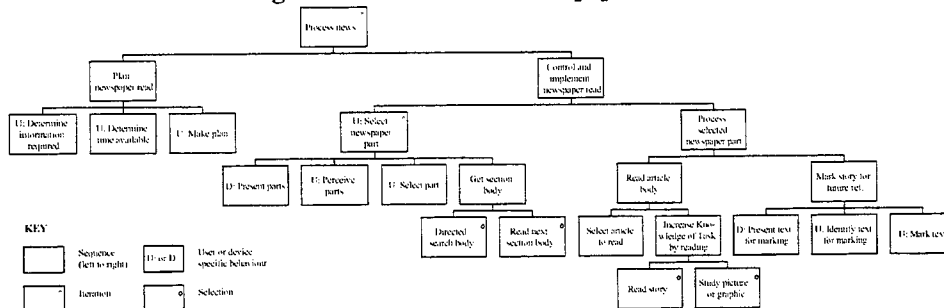 Process news
Plan
newspaper read
Control and
implement
newspaper read
U: Determine
information
required
U: Determine
time available
U: Make plan
U: Select
newspaper
part
Process
selected
newspaper part
D: Present parts
U: Perceive
parts
U: Select part
Get section
body
Read article
body
Mark story for
future ref.
Directed
search body
Read next
section body
Select article
to read
Increase Know-
ledge of Task
by reading
D: Present text
for marking
U: Identify text
for marking
U: Mark text
Read story
Study picture
or graphic
KEY
Sequence
(left to right)
U: or D:
User or device
specific behaviour
Iteration
Selection